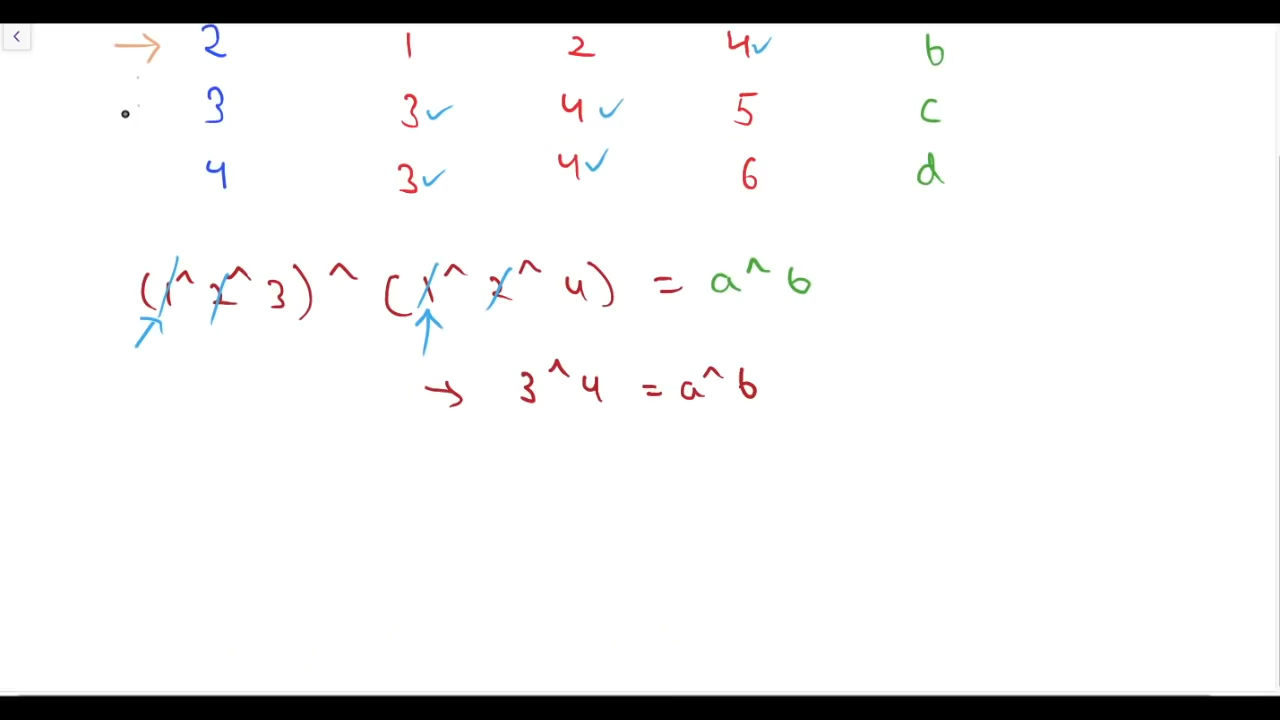 → 2 1 2 4✓ b
3 3✓ 4✓ 5 c
4 3✓ 4✓ 6 d
(1^2^3)^(1^2^4) = a^b
→ 3^4 = a^b